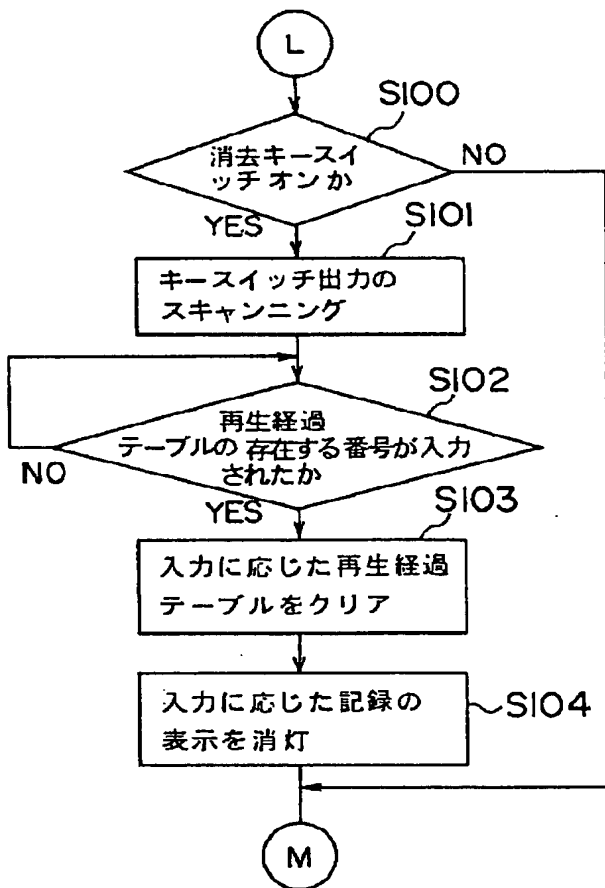 L
S100
消去キースイ
ッチオンか
NO
YES
S101
キースイッチ出力の
スキャンニング
S102
再生経過
テーブルの存在する番号が入力
されたか
NO
YES
S103
入力に応じた再生経過
テーブルをクリア
入力に応じた記録の
表示を消灯
S104
M